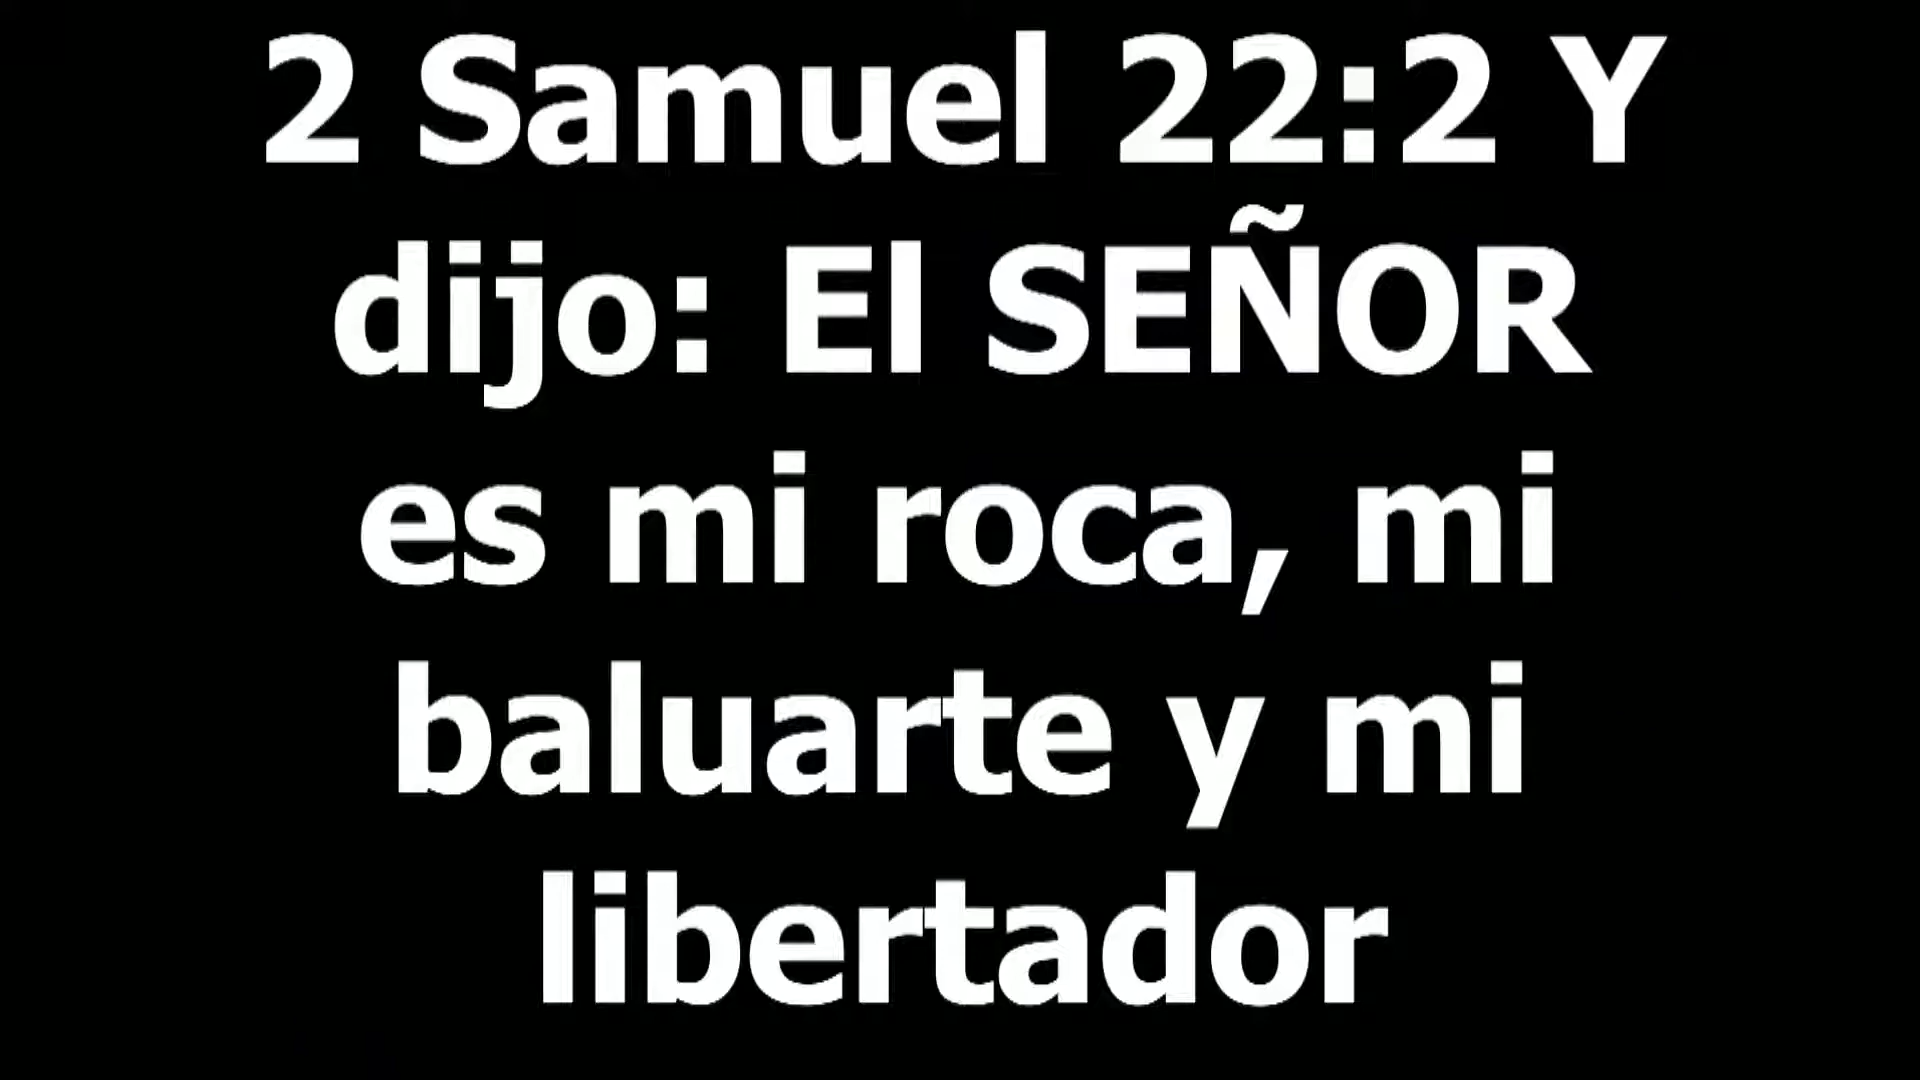 2 Samuel 22:2 Y
dijo: El SEÑOR
es mi roca, mi
baluarte y mi
libertador